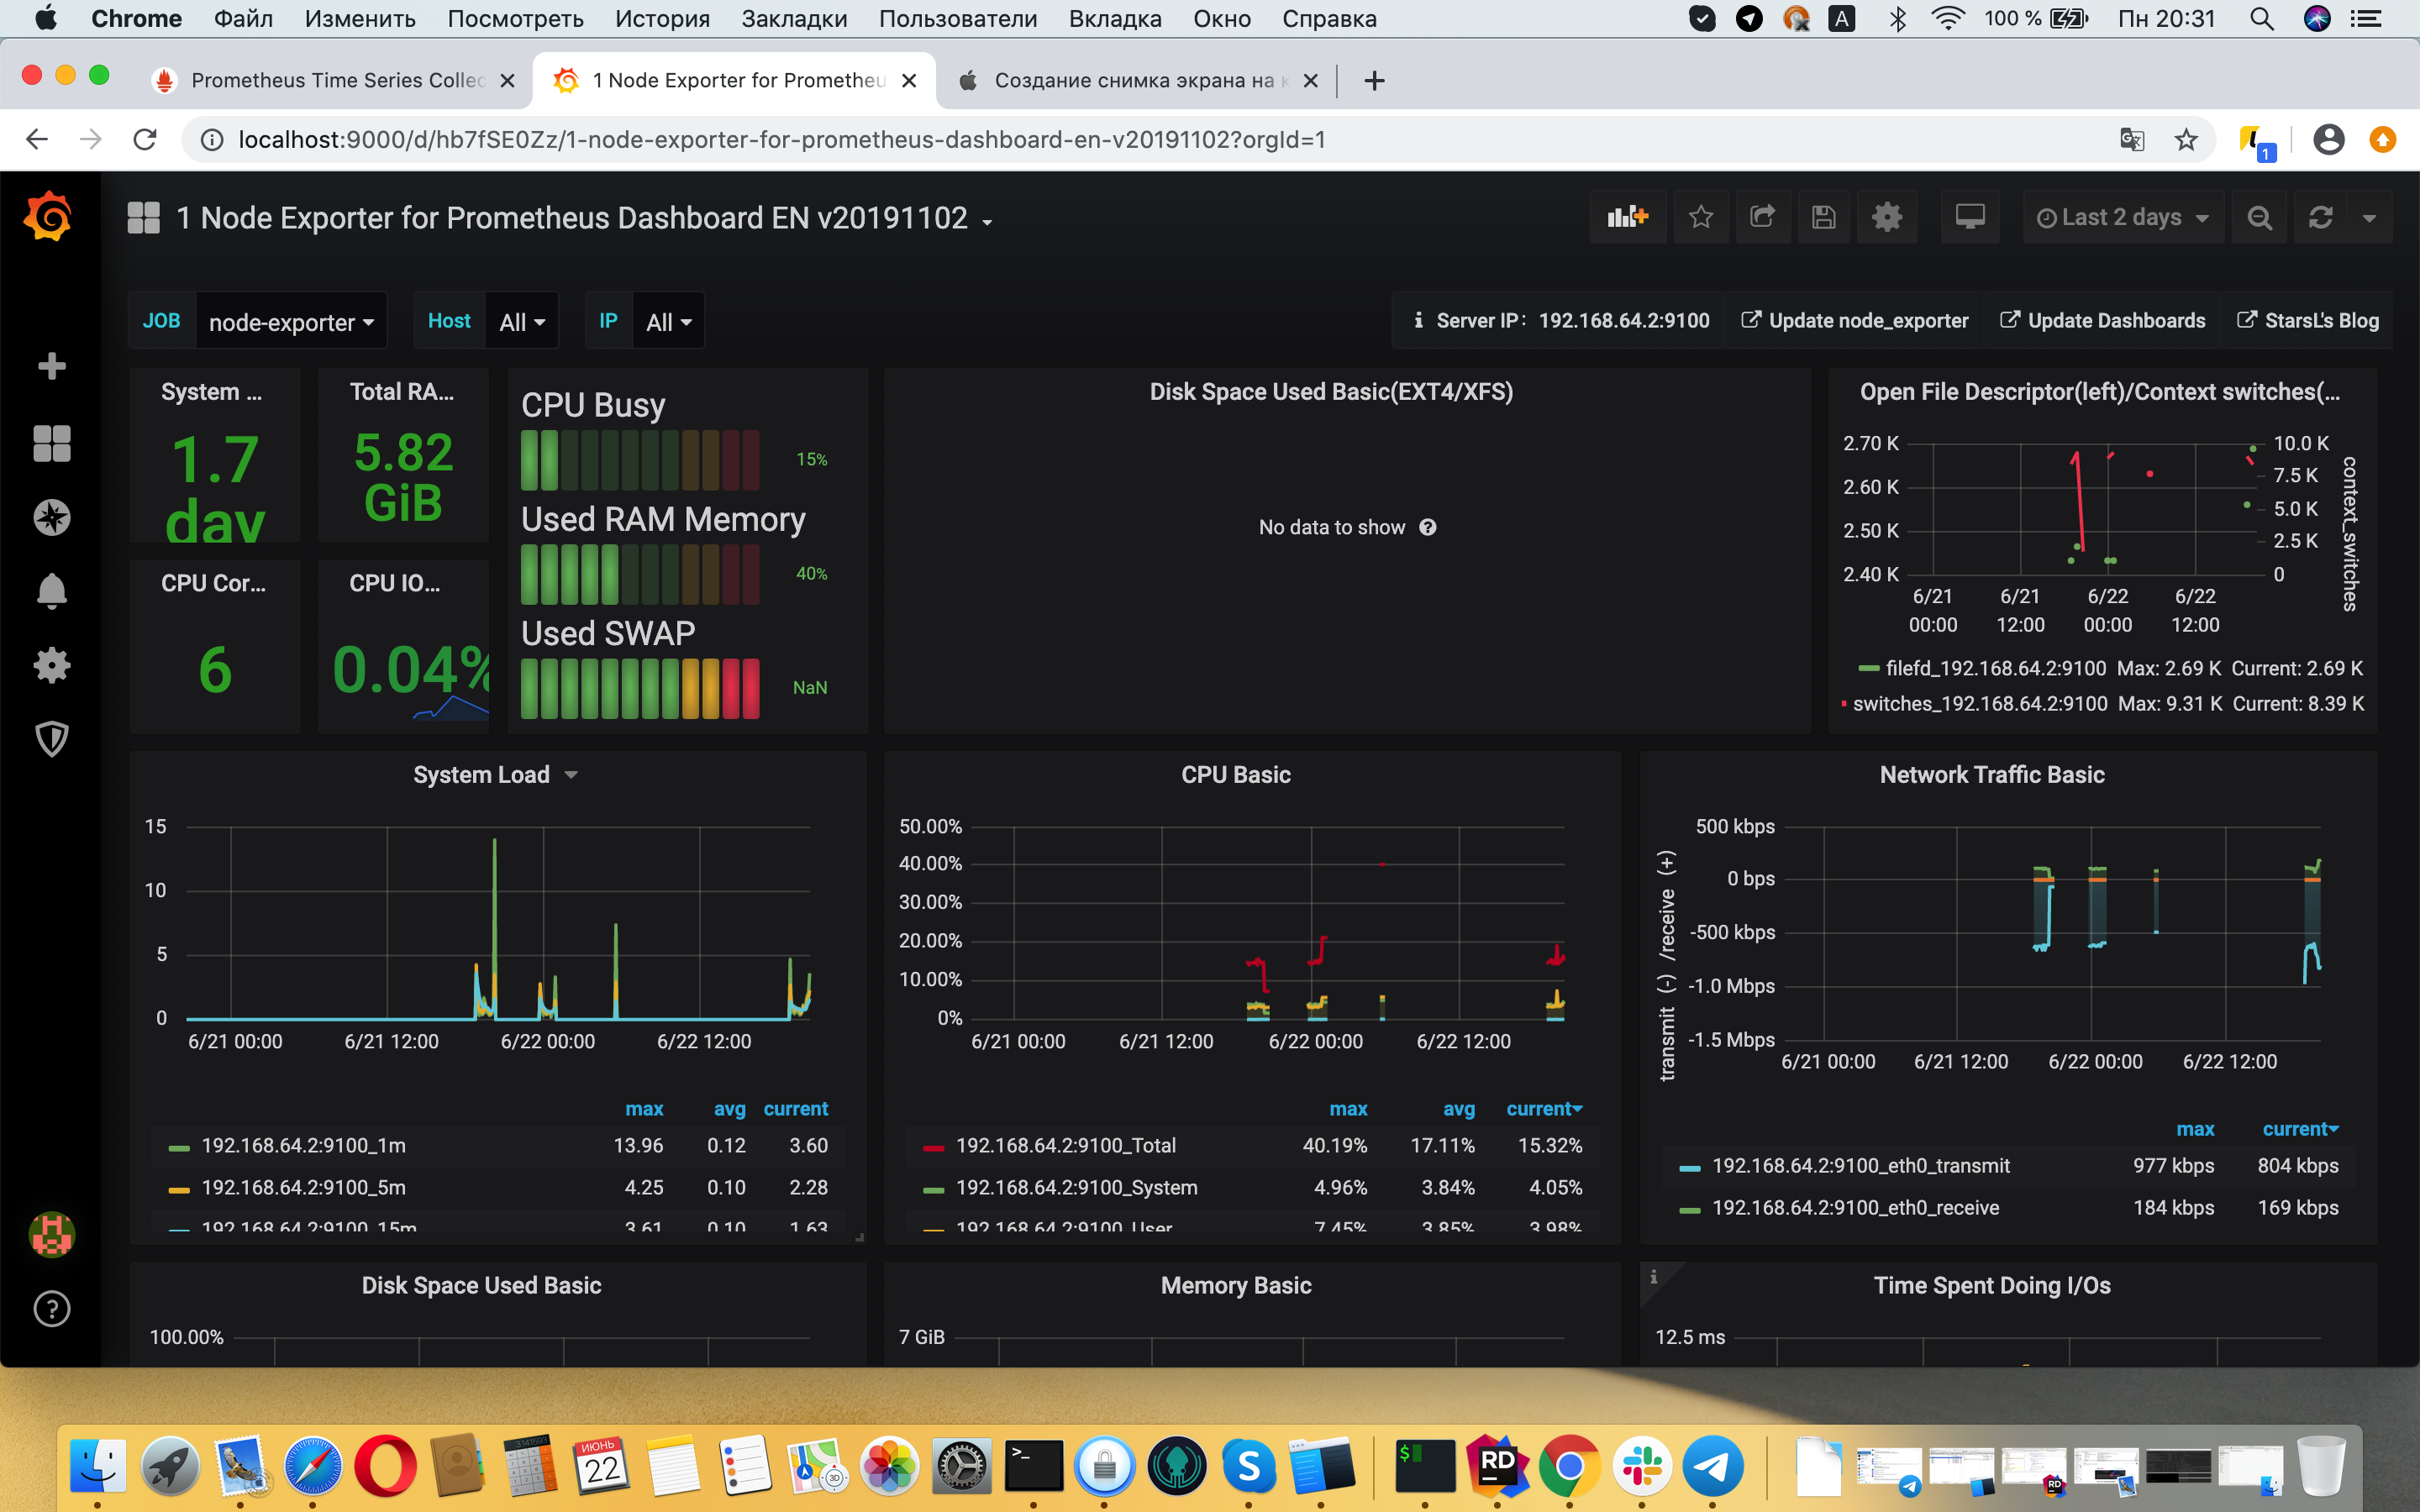 Chrome Файл Изменить Посмотреть История Закладки Пользователи Вкладка Окно Справка A 100 % Пн 20:31
Prometheus Time Series Collec
1 Node Exporter for Prometheu
Создание снимка экрана на к
localhost:9000/d/hb7fSE0Zz/1-node-exporter-for-prometheus-dashboard-en-v20191102?orgId=1
1
1 Node Exporter for Prometheus Dashboard EN v20191102
Last 2 days
JOB node-exporter Host All IP All
Server IP: 192.168.64.2:9100 Update node_exporter Update Dashboards StarsL's Blog
System ...
1.7
day
Total RA...
5.82
GiB
CPU Cor...
6
CPU IO...
0.04%
CPU Busy
15%
Used RAM Memory
40%
Used SWAP
NaN
Disk Space Used Basic(EXT4/XFS)
No data to show
Open File Descriptor(left)/Context switches(...
2.70 K 10.0 K
7.5 K
2.60 K
5.0 K
2.50 K
2.5 K
2.40 K 0
context_switches
6/21 6/21 6/22 6/22
00:00 12:00 00:00 12:00
filefd_192.168.64.2:9100 Max: 2.69 K Current: 2.69 K
switches_192.168.64.2:9100 Max: 9.31 K Current: 8.39 K
System Load
15
10
5
0
6/21 00:00 6/21 12:00 6/22 00:00 6/22 12:00
max avg current
192.168.64.2:9100_1m 13.96 0.12 3.60
192.168.64.2:9100_5m 4.25 0.10 2.28
192.168.64.2:9100_15m 3.61 0.10 1.63
CPU Basic
50.00%
40.00%
30.00%
20.00%
10.00%
0%
6/21 00:00 6/21 12:00 6/22 00:00 6/22 12:00
max avg current
192.168.64.2:9100_Total 40.19% 17.11% 15.32%
192.168.64.2:9100_System 4.96% 3.84% 4.05%
192.168.64.2:9100_User 7.45% 3.85% 3.98%
Network Traffic Basic
transmit (-) /receive (+)
500 kbps
0 bps
-500 kbps
-1.0 Mbps
-1.5 Mbps
6/21 00:00 6/21 12:00 6/22 00:00 6/22 12:00
max current
192.168.64.2:9100_eth0_transmit 977 kbps 804 kbps
192.168.64.2:9100_eth0_receive 184 kbps 169 kbps
Disk Space Used Basic
100.00%
Memory Basic
7 GiB
Time Spent Doing I/Os
12.5 ms
ИЮНЬ
22
3D
>_
S
$
RD